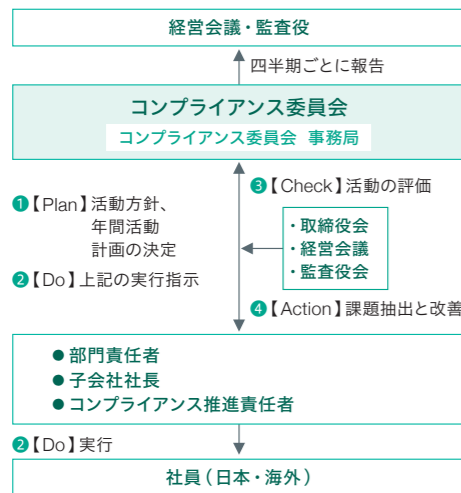 経営会議・監査役
四半期ごとに報告
コンプライアンス委員会
コンプライアンス委員会 事務局
❶【Plan】活動方針、
年間活動
計画の決定
❷【Do】上記の実行指示
❸【Check】活動の評価
・取締役会
・経営会議
・監査役会
❹【Action】課題抽出と改善
●部門責任者
●子会社社長
●コンプライアンス推進責任者
❷【Do】実行
社員（日本・海外）